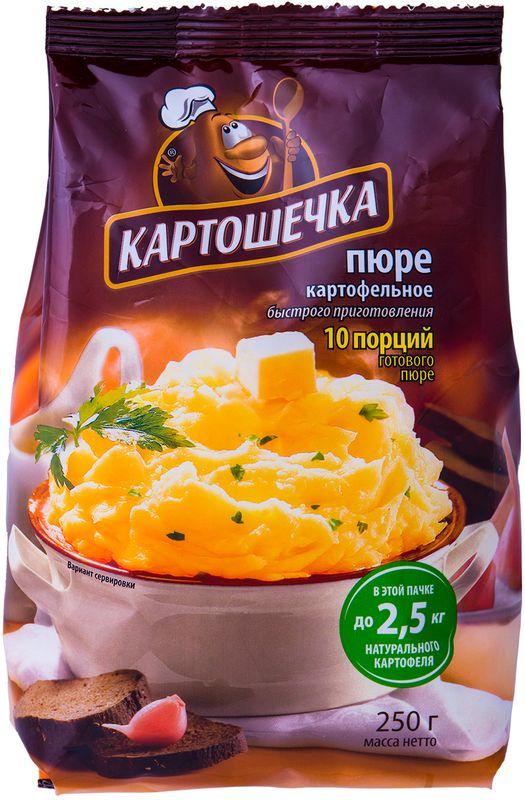 ®
КАРТОШЕЧКА
пюре
картофельное
быстрого приготовления
10 порций
готового
пюре
Вариант сервировки
В ЭТОЙ ПАЧКЕ
ДО 2,5 КГ
НАТУРАЛЬНОГО
КАРТОФЕЛЯ
250 г
масса нетто